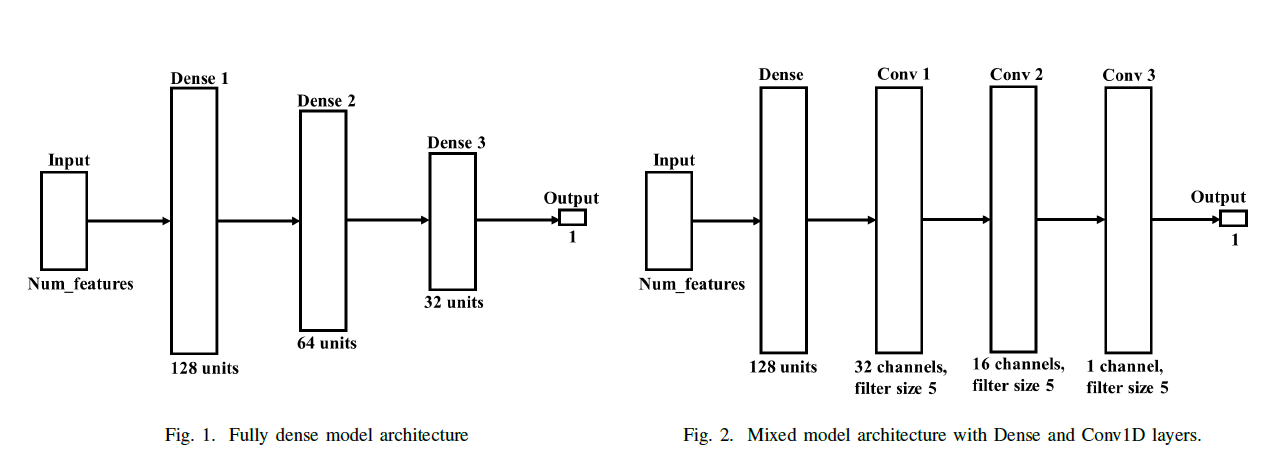 Dense 1
Dense 2
Dense 3
Input
Output
1
Num_features
32 units
64 units
128 units
Fig. 1. Fully dense model architecture
Dense
Conv 1
Conv 2
Conv 3
Input
Output
1
Num_features
128 units
32 channels,
filter size 5
16 channels,
filter size 5
1 channel,
filter size 5
Fig. 2. Mixed model architecture with Dense and Conv1D layers.